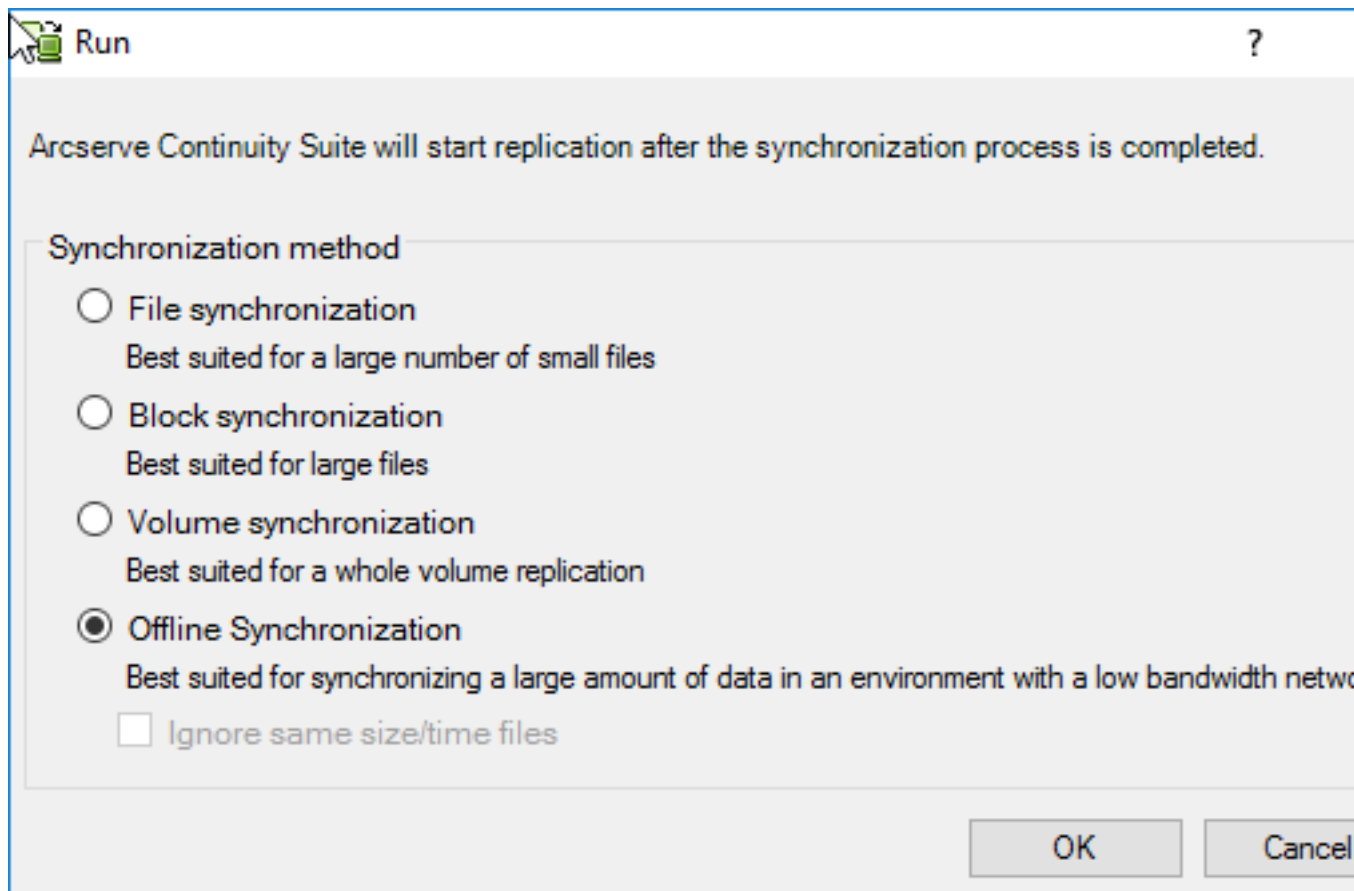 Run
?
Arcserve Continuity Suite will start replication after the synchronization process is completed.
Synchronization method
File synchronization
Best suited for a large number of small files
Block synchronization
Best suited for large files
Volume synchronization
Best suited for a whole volume replication
Offline Synchronization
Best suited for synchronizing a large amount of data in an environment with a low bandwidth
Ignore same size/time files
OK Cancel